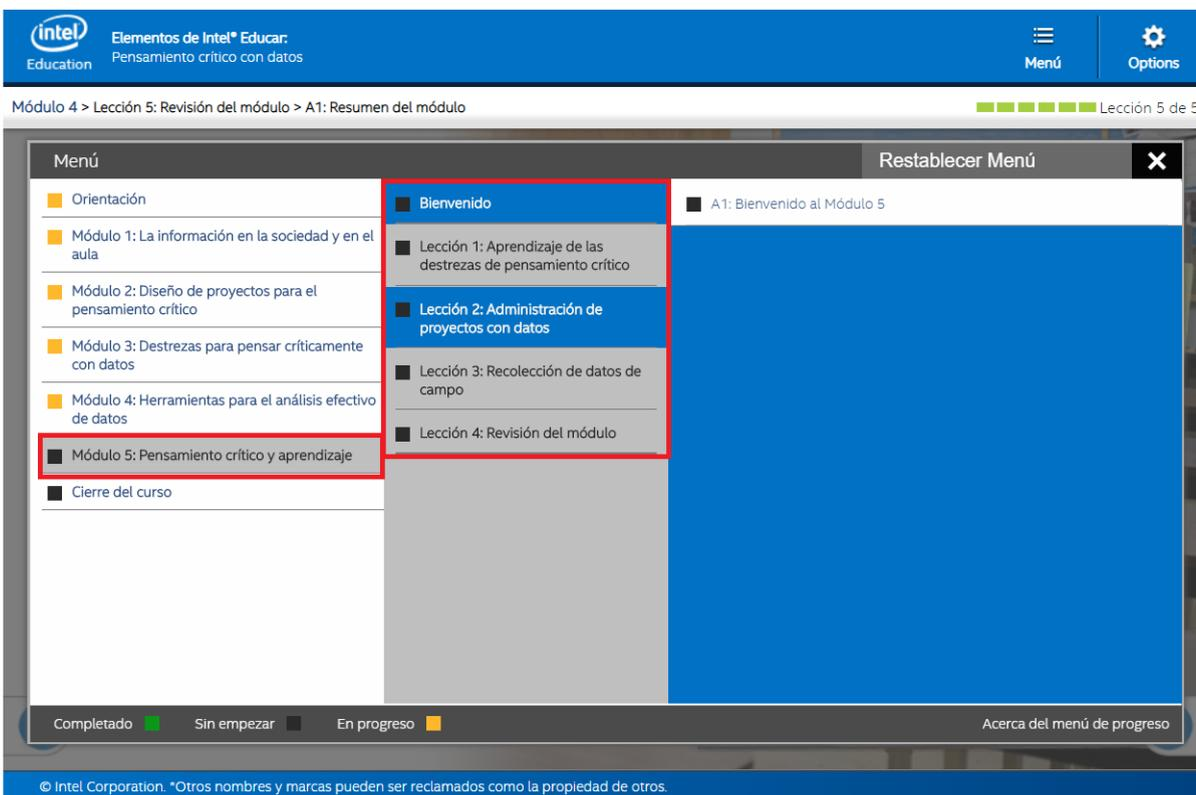 intel
Education
Elementos de Intel® Educar:
Pensamiento crítico con datos
Menú
Options
Módulo 4 > Lección 5: Revisión del módulo > A1: Resumen del módulo
Lección 5 de 5
Menú
Restablecer Menú
Orientación
Módulo 1: La información en la sociedad y en el
aula
Módulo 2: Diseño de proyectos para el
pensamiento crítico
Módulo 3: Destrezas para pensar críticamente
con datos
Módulo 4: Herramientas para el análisis efectivo
de datos
Módulo 5: Pensamiento crítico y aprendizaje
Cierre del curso
Bienvenido
Lección 1: Aprendizaje de las
destrezas de pensamiento crítico
Lección 2: Administración de
proyectos con datos
Lección 3: Recolección de datos de
campo
Lección 4: Revisión del módulo
A1: Bienvenido al Módulo 5
Completado
Sin empezar
En progreso
Acerca del menú de progreso
© Intel Corporation. *Otros nombres y marcas pueden ser reclamados como la propiedad de otros.